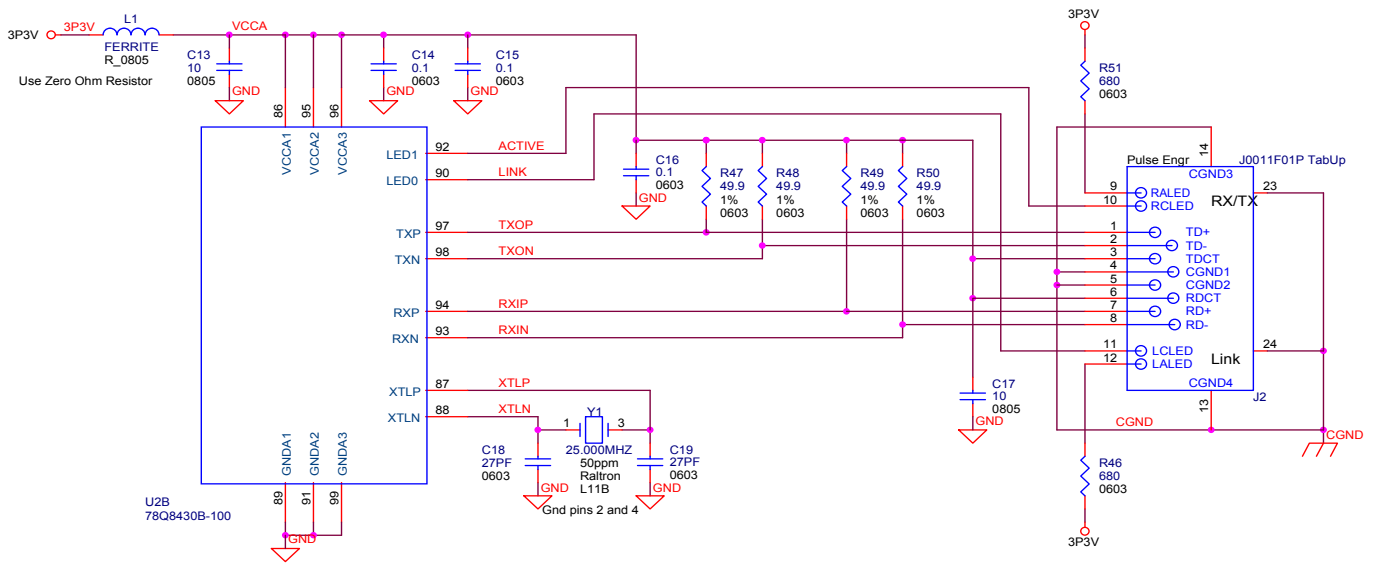 3P3V
3P3V
L1
FERRITE
R_0805
Use Zero Ohm Resistor
VCCA
C13
10
0805
GND
C14
0.1
0603
GND
C15
0.1
0603
GND
86
95
96
VCCA1
VCCA2
VCCA3
LED1
92
ACTIVE
LED0
90
LINK
TXP
97
TXOP
TXN
98
TXON
RXP
94
RXIP
RXN
93
RXIN
XTLP
87
XTLP
XTLN
88
XTLN
GNDA1
GNDA2
GNDA3
89
91
99
GND
U2B
78Q8430B-100
C16
0.1
0603
GND
R47
49.9
1%
0603
R48
49.9
1%
0603
R49
49.9
1%
0603
R50
49.9
1%
0603
1
Y1
3
25.000MHZ
50ppm
Raltron
L11B
Gnd pins 2 and 4
C18
27PF
0603
GND
C19
27PF
0603
GND
C17
10
0805
GND
3P3V
R51
680
0603
14
Pulse Engr
J0011F01P TabUp
CGND3
9
RALED
RX/TX
23
10
RCLED
1
TD+
2
TD-
3
TDCT
4
CGND1
5
CGND2
6
RDCT
7
RD+
8
RD-
11
LCLED
Link
24
12
LALED
CGND4
J2
13
CGND
CGND
R46
680
0603
3P3V